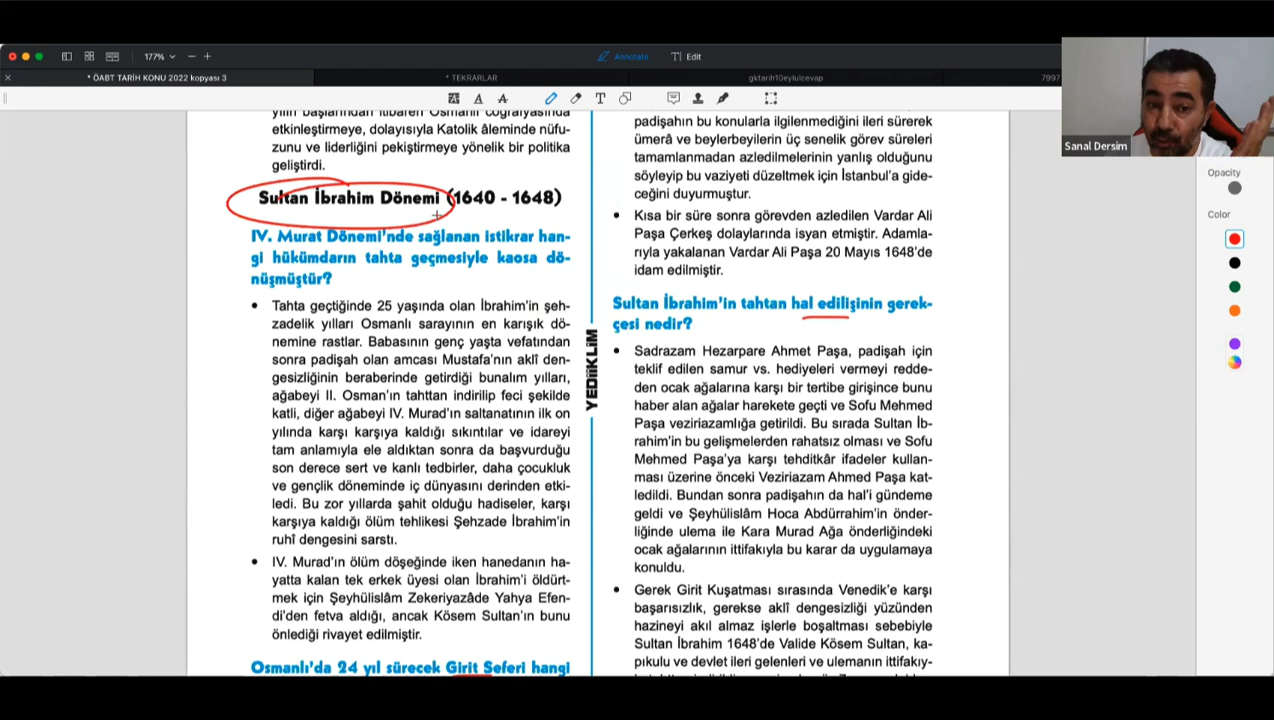 177%
Annotate
Edit
* ÖABT TARİH KONU 2022 kopyası 3
* TEKRARLAR
gktarih10eylulcevap
7997
Sanal Dersim
Opacity
Color
yılın başlarından itibaren Osmanlı coğrafyasında
etkinleştirmeye, dolayısıyla Katolik âleminde nüfu-
zunu ve liderliğini pekiştirmeye yönelik bir politika
geliştirdi.
Sultan İbrahim Dönemi (1640 - 1648)
IV. Murat Dönemi'nde sağlanan istikrar han-
gi hükümdarın tahta geçmesiyle kaosa dö-
nüşmüştür?
• Tahta geçtiğinde 25 yaşında olan İbrahim'in şeh-
zadelik yılları Osmanlı sarayının en karışık dö-
nemine rastlar. Babasının genç yaşta vefatından
sonra padişah olan amcası Mustafa'nın aklî den-
gesizliğinin beraberinde getirdiği bunalım yılları,
ağabeyi II. Osman'ın tahttan indirilip feci şekilde
katli, diğer ağabeyi IV. Murad'ın saltanatının ilk on
yılında karşı karşıya kaldığı sıkıntılar ve idareyi
tam anlamıyla ele aldıktan sonra da başvurduğu
son derece sert ve kanlı tedbirler, daha çocukluk
ve gençlik döneminde iç dünyasını derinden etki-
ledi. Bu zor yıllarda şahit olduğu hadiseler, karşı
karşıya kaldığı ölüm tehlikesi Şehzade İbrahim'in
ruhî dengesini sarstı.
• IV. Murad'ın ölüm döşeğinde iken hanedanın ha-
yatta kalan tek erkek üyesi olan İbrahim'i öldürt-
mek için Şeyhülislâm Zekeriyazâde Yahya Efen-
di'den fetva aldığı, ancak Kösem Sultan'ın bunu
önlediği rivayet edilmiştir.
Osmanlı'da 24 yıl sürecek Girit Seferi hangi
YEDİİKLİM
padişahın bu konularla ilgilenmediğini ileri sürerek
ümerâ ve beylerbeyilerin üç senelik görev süreleri
tamamlanmadan azledilmelerinin yanlış olduğunu
söyleyip bu vaziyeti düzeltmek için İstanbul'a gide-
ceğini duyurmuştur.
• Kısa bir süre sonra görevden azledilen Vardar Ali
Paşa Çerkeş dolaylarında isyan etmiştir. Adamla-
rıyla yakalanan Vardar Ali Paşa 20 Mayıs 1648'de
idam edilmiştir.
Sultan İbrahim'in tahtan hal edilişinin gerek-
çesi nedir?
• Sadrazam Hezarpare Ahmet Paşa, padişah için
teklif edilen samur vs. hediyeleri vermeyi redde-
den ocak ağalarına karşı bir tertibe girişince bunu
haber alan ağalar harekete geçti ve Sofu Mehmed
Paşa veziriazamlığa getirildi. Bu sırada Sultan İb-
rahim'in bu gelişmelerden rahatsız olması ve Sofu
Mehmed Paşa'ya karşı tehditkâr ifadeler kullan-
ması üzerine önceki Veziriazam Ahmed Paşa kat-
ledildi. Bundan sonra padişahın da hal'i gündeme
geldi ve Şeyhülislâm Hoca Abdürrahim'in önder-
liğinde ulema ile Kara Murad Ağa önderliğindeki
ocak ağalarının ittifakıyla bu karar da uygulamaya
konuldu.
• Gerek Girit Kuşatması sırasında Venedik'e karşı
başarısızlık, gerekse aklî dengesizliği yüzünden
hazineyi akıl almaz işlerle boşaltması sebebiyle
Sultan İbrahim 1648'de Valide Kösem Sultan, ka-
pıkulu ve devlet ileri gelenleri ve ulemanın ittifakıy-